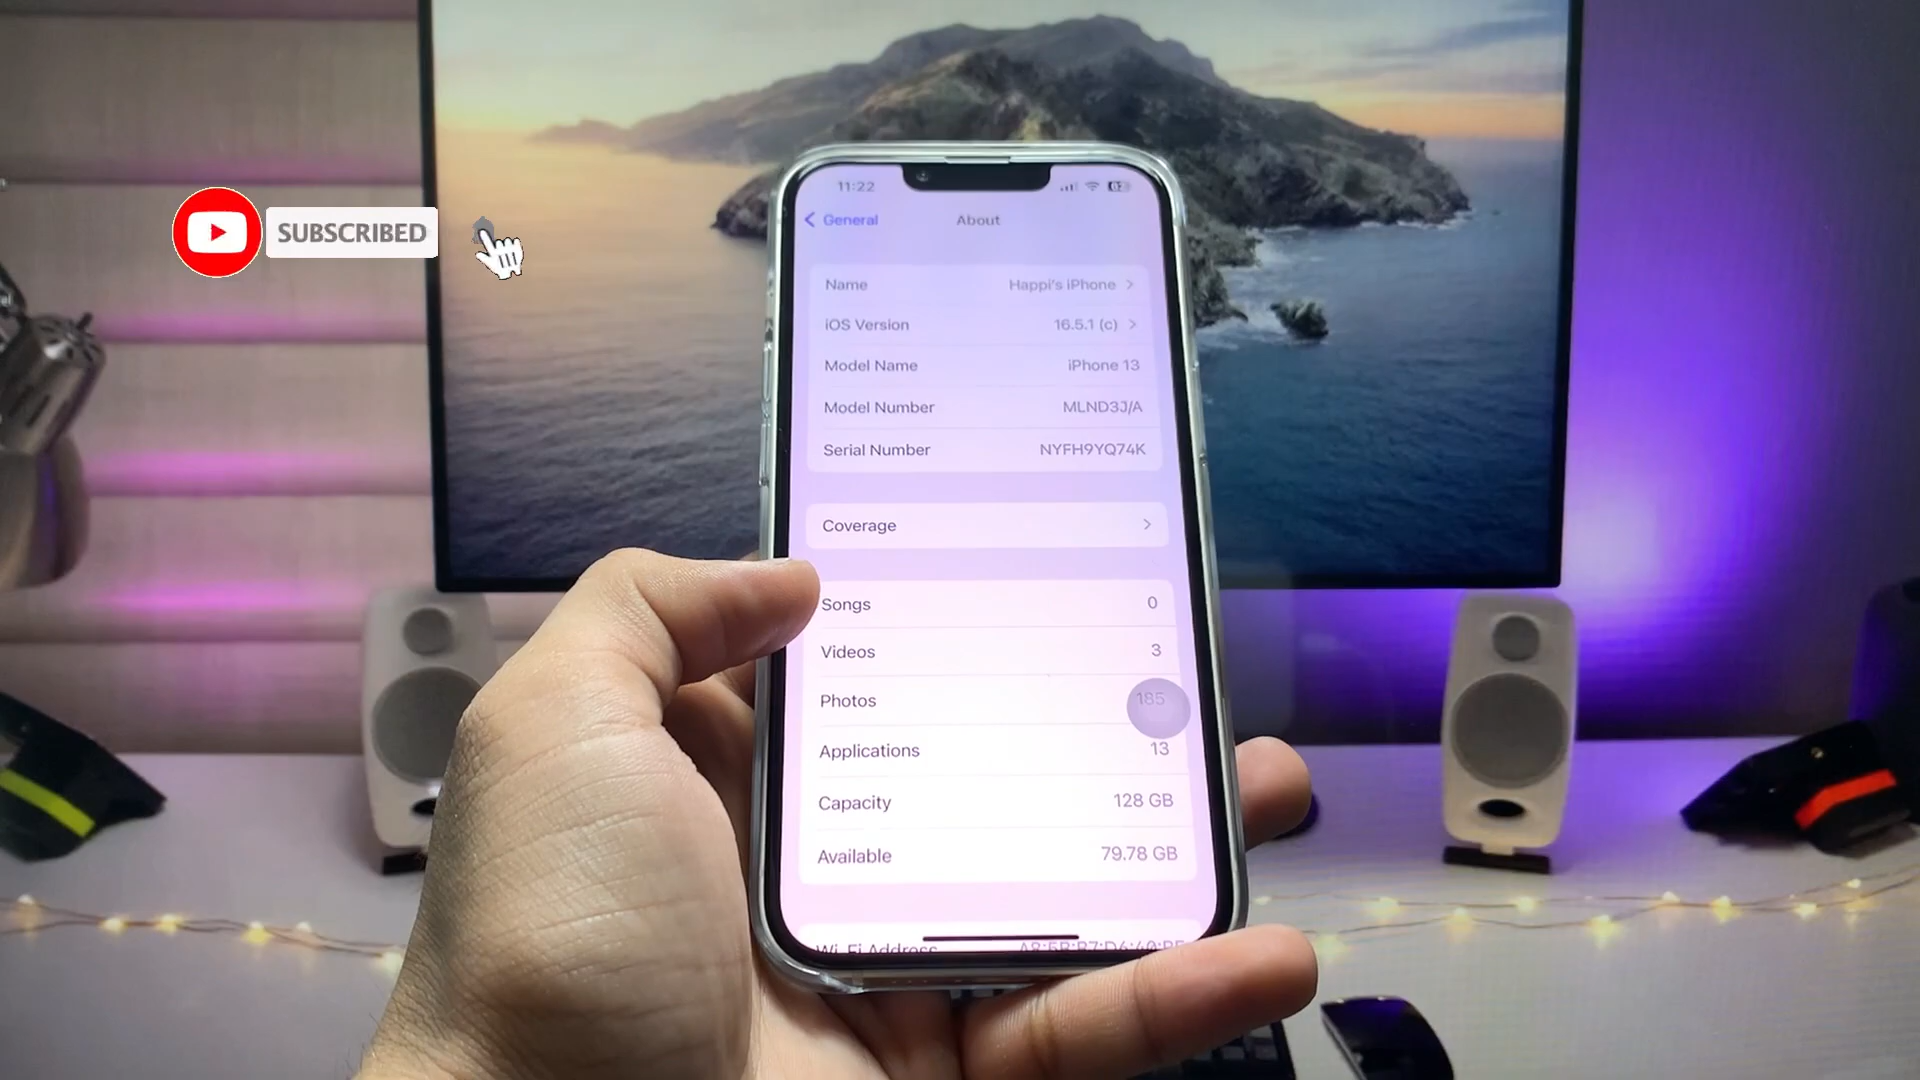 SUBSCRIBED
11:22
General
About
Name Happi's iPhone
iOS Version 16.5.1 (c)
Model Name iPhone 13
Model Number MLND3J/A
Serial Number NYFH9YQ74K
Coverage
Songs 0
Videos 3
Photos 185
Applications 13
Capacity 128 GB
Available 79.78 GB
Wi-Fi Address